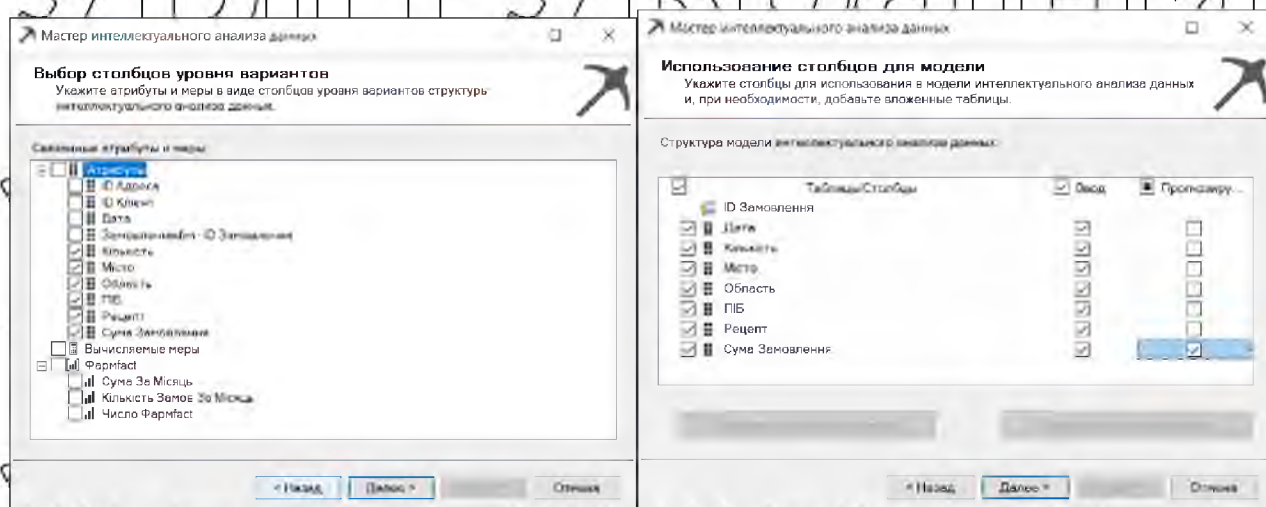 Мастер интеллектуального анализа данных
Выбор столбцов уровня вариантов
Укажите атрибуты и меры в виде столбцов уровня вариантов структуры
интеллектуального анализа данных.
Связанные атрибуты и меры:
Атрибуты
ID Адреса
ID Клієнт
Дата
ID Замовлення
Кількість
Місто
Область
ПІБ
Рецепт
Сума Замовлення
Вычисляемые меры
Фармfact
Сума За Місяць
Кількість Замов За Місяць
Число Фармfact
< Назад
Далее >
Отмена
Мастер интеллектуального анализа данных
Использование столбцов для модели
Укажите столбцы для использования в модели интеллектуального анализа данных
и, при необходимости, добавьте вложенные таблицы.
Структура модели интеллектуального анализа данных:
Таблицы/Столбцы
Ввод
Прогнозиру...
ID Замовлення
Дата
Кількість
Місто
Область
ПІБ
Рецепт
Сума Замовлення
< Назад
Далее >
Отмена